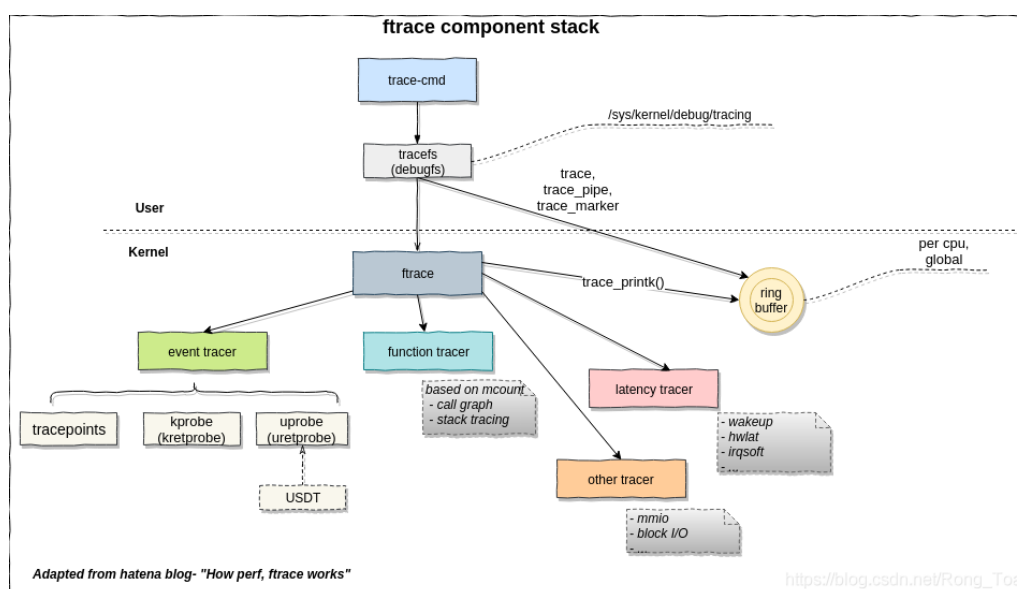 ftrace component stack
trace-cmd
/sys/kernel/debug/tracing
tracefs
(debugfs)
trace,
trace_pipe,
trace_marker
User
Kernel
per cpu,
global
ftrace
trace_printk()
ring
buffer
event tracer
function tracer
latency tracer
based on mcount
- call graph
- stack tracing
tracepoints
kprobe
(kretprobe)
uprobe
(uretprobe)
- wakeup
- hwlat
- irqsoft
- ...
other tracer
USDT
- mmio
- block I/O
- ....
Adapted from hatena blog- "How perf, ftrace works"
https://blog.csdn.net/Rong_Toa